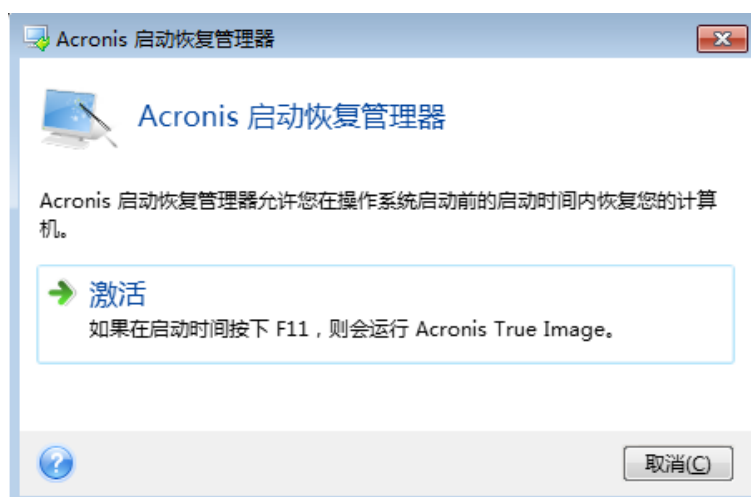 Acronis 启动恢复管理器
Acronis 启动恢复管理器
Acronis 启动恢复管理器允许您在操作系统启动前的启动时间内恢复您的计算
机。
激活
如果在启动时间按下 F11，则会运行 Acronis True Image。
取消(C)